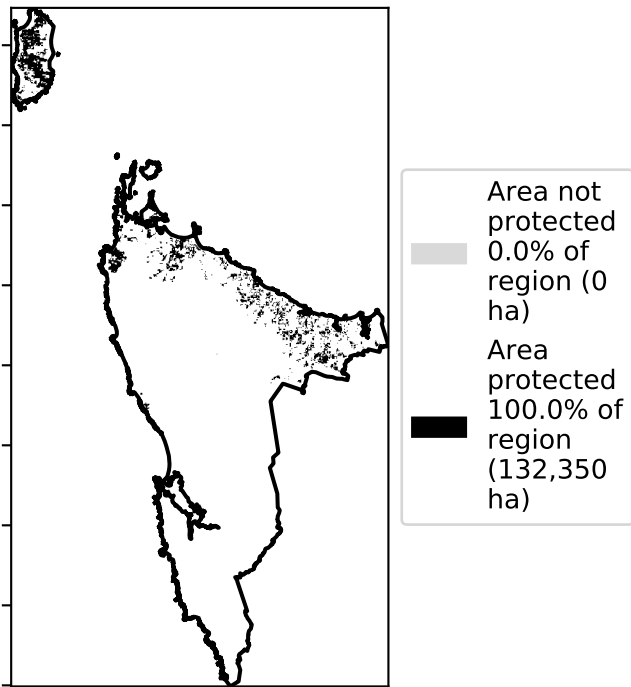 Area not
protected
0.0% of
region (0
ha)
Area
protected
100.0% of
region
(132,350
ha)